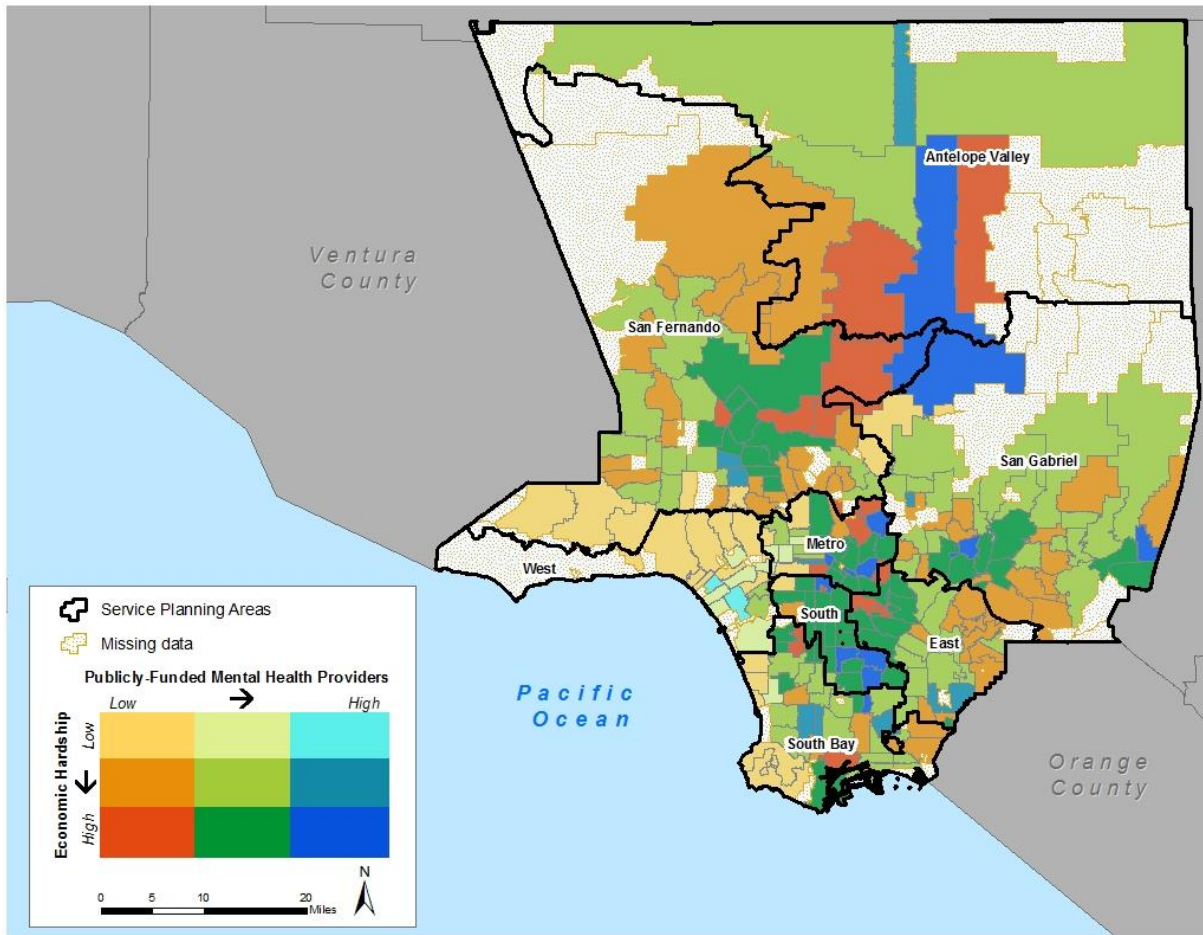 Antelope Valley
Ventura
County
San Fernando
San Gabriel
Metro
West
South
East
Pacific
Ocean
South Bay
Orange
County
Service Planning Areas
Missing data
Publicly-Funded Mental Health Providers
Low
High
Economic Hardship
Low
High
N
0 5 10 20
Miles